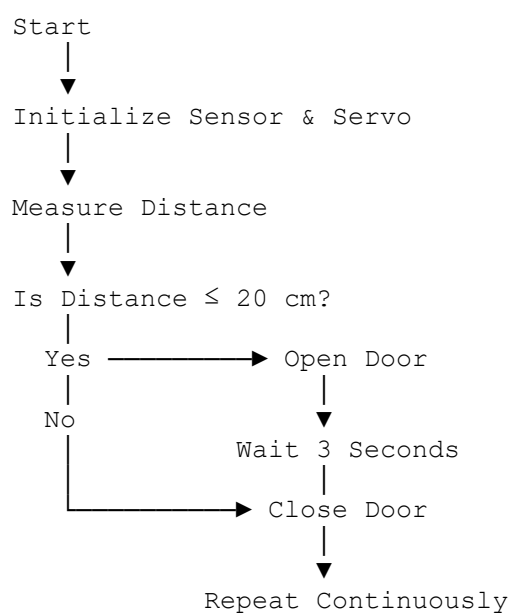 Start
Initialize Sensor & Servo
Measure Distance
Is Distance ≤ 20 cm?
Yes Open Door
No
Wait 3 Seconds
Close Door
Repeat Continuously